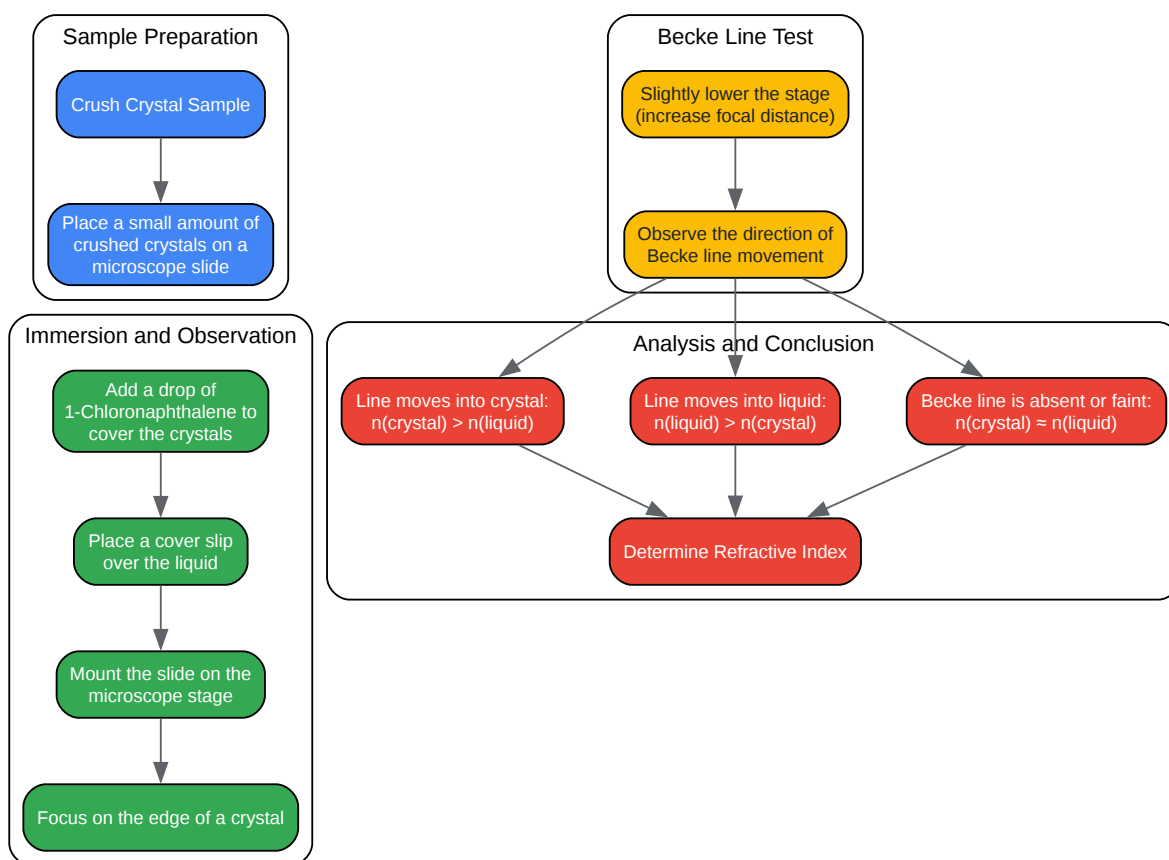 Sample Preparation
Crush Crystal Sample
Place a small amount of
crushed crystals on a
microscope slide
Immersion and Observation
Add a drop of
1-Chloronaphthalene to
cover the crystals
Place a cover slip
over the liquid
Mount the slide on the
microscope stage
Focus on the edge of a crystal
Becke Line Test
Slightly lower the stage
(increase focal distance)
Observe the direction of
Becke line movement
Analysis and Conclusion
Line moves into crystal:
n(crystal) > n(liquid)
Line moves into liquid:
n(liquid) > n(crystal)
Becke line is absent or faint:
n(crystal) ≈ n(liquid)
Determine Refractive Index